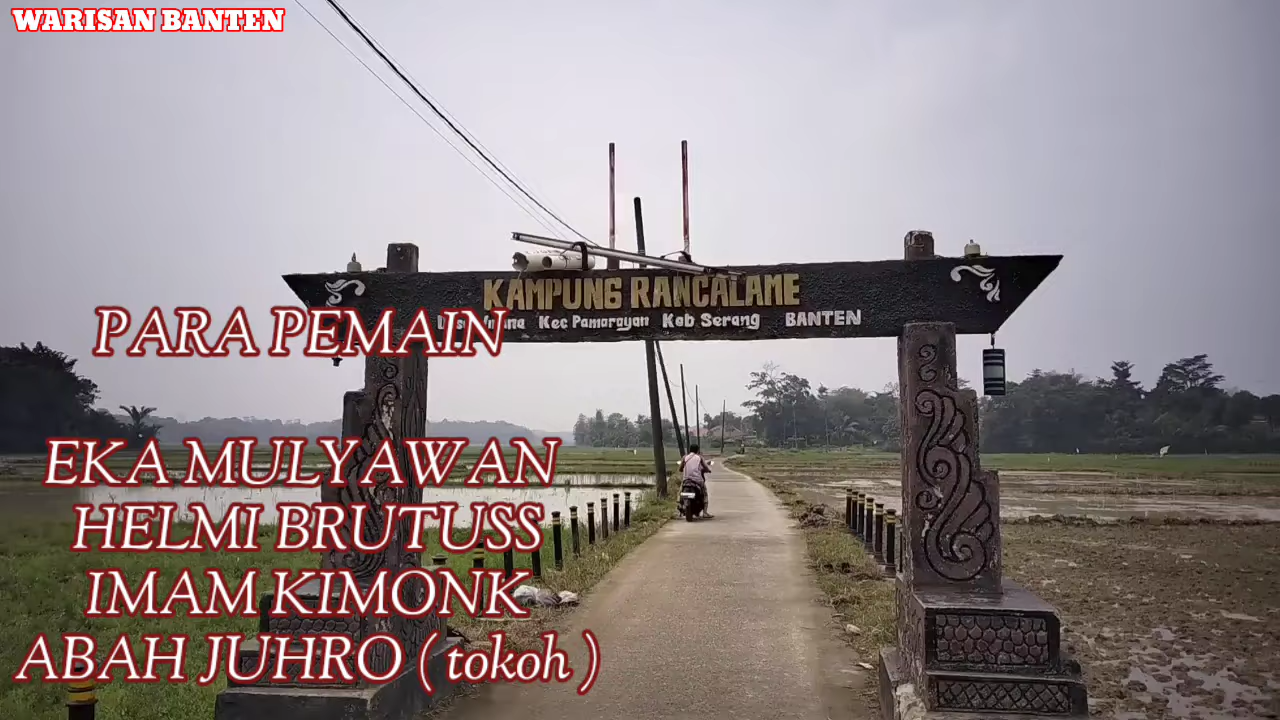 WARISAN BANTEN
KAMPUNG RANCALAME
Kec Pamarayan Kab Serang BANTEN
PARA PEMAIN
EKA MULYAWAN
HELMI BRUTUSS
IMAM KIMONK
ABAH JUHRO ( tokoh )